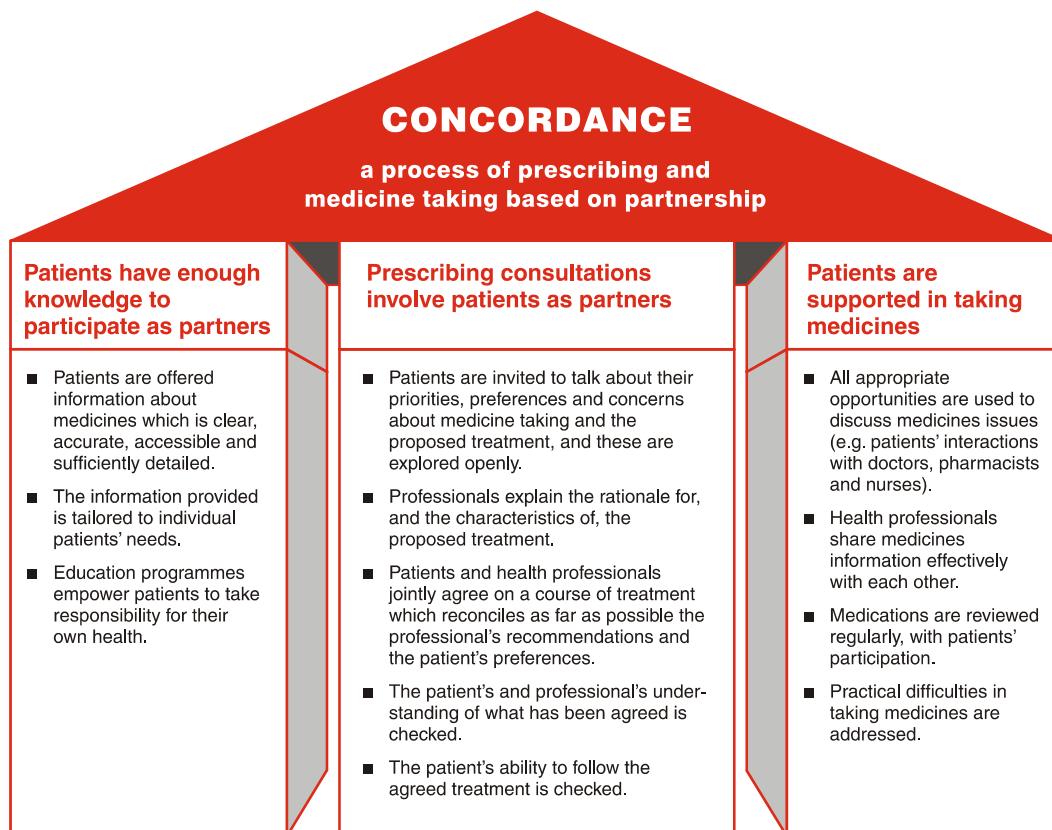 CONCORDANCE
a process of prescribing and
medicine taking based on partnership
Patients have enough
knowledge to
participate as partners
■ Patients are offered
information about
medicines which is clear,
accurate, accessible and
sufficiently detailed.
■ The information provided
is tailored to individual
patients’ needs.
■ Education programmes
empower patients to take
responsibility for their
own health.
Prescribing consultations
involve patients as partners
■ Patients are invited to talk about their
priorities, preferences and concerns
about medicine taking and the
proposed treatment, and these are
explored openly.
■ Professionals explain the rationale for,
and the characteristics of, the
proposed treatment.
■ Patients and health professionals
jointly agree on a course of treatment
which reconciles as far as possible the
professional’s recommendations and
the patient’s preferences.
■ The patient’s and professional’s under-
standing of what has been agreed is
checked.
■ The patient’s ability to follow the
agreed treatment is checked.
Patients are
supported in taking
medicines
■ All appropriate
opportunities are used to
discuss medicines issues
(e.g. patients’ interactions
with doctors, pharmacists
and nurses).
■ Health professionals
share medicines
information effectively
with each other.
■ Medications are reviewed
regularly, with patients’
participation.
■ Practical difficulties in
taking medicines are
addressed.